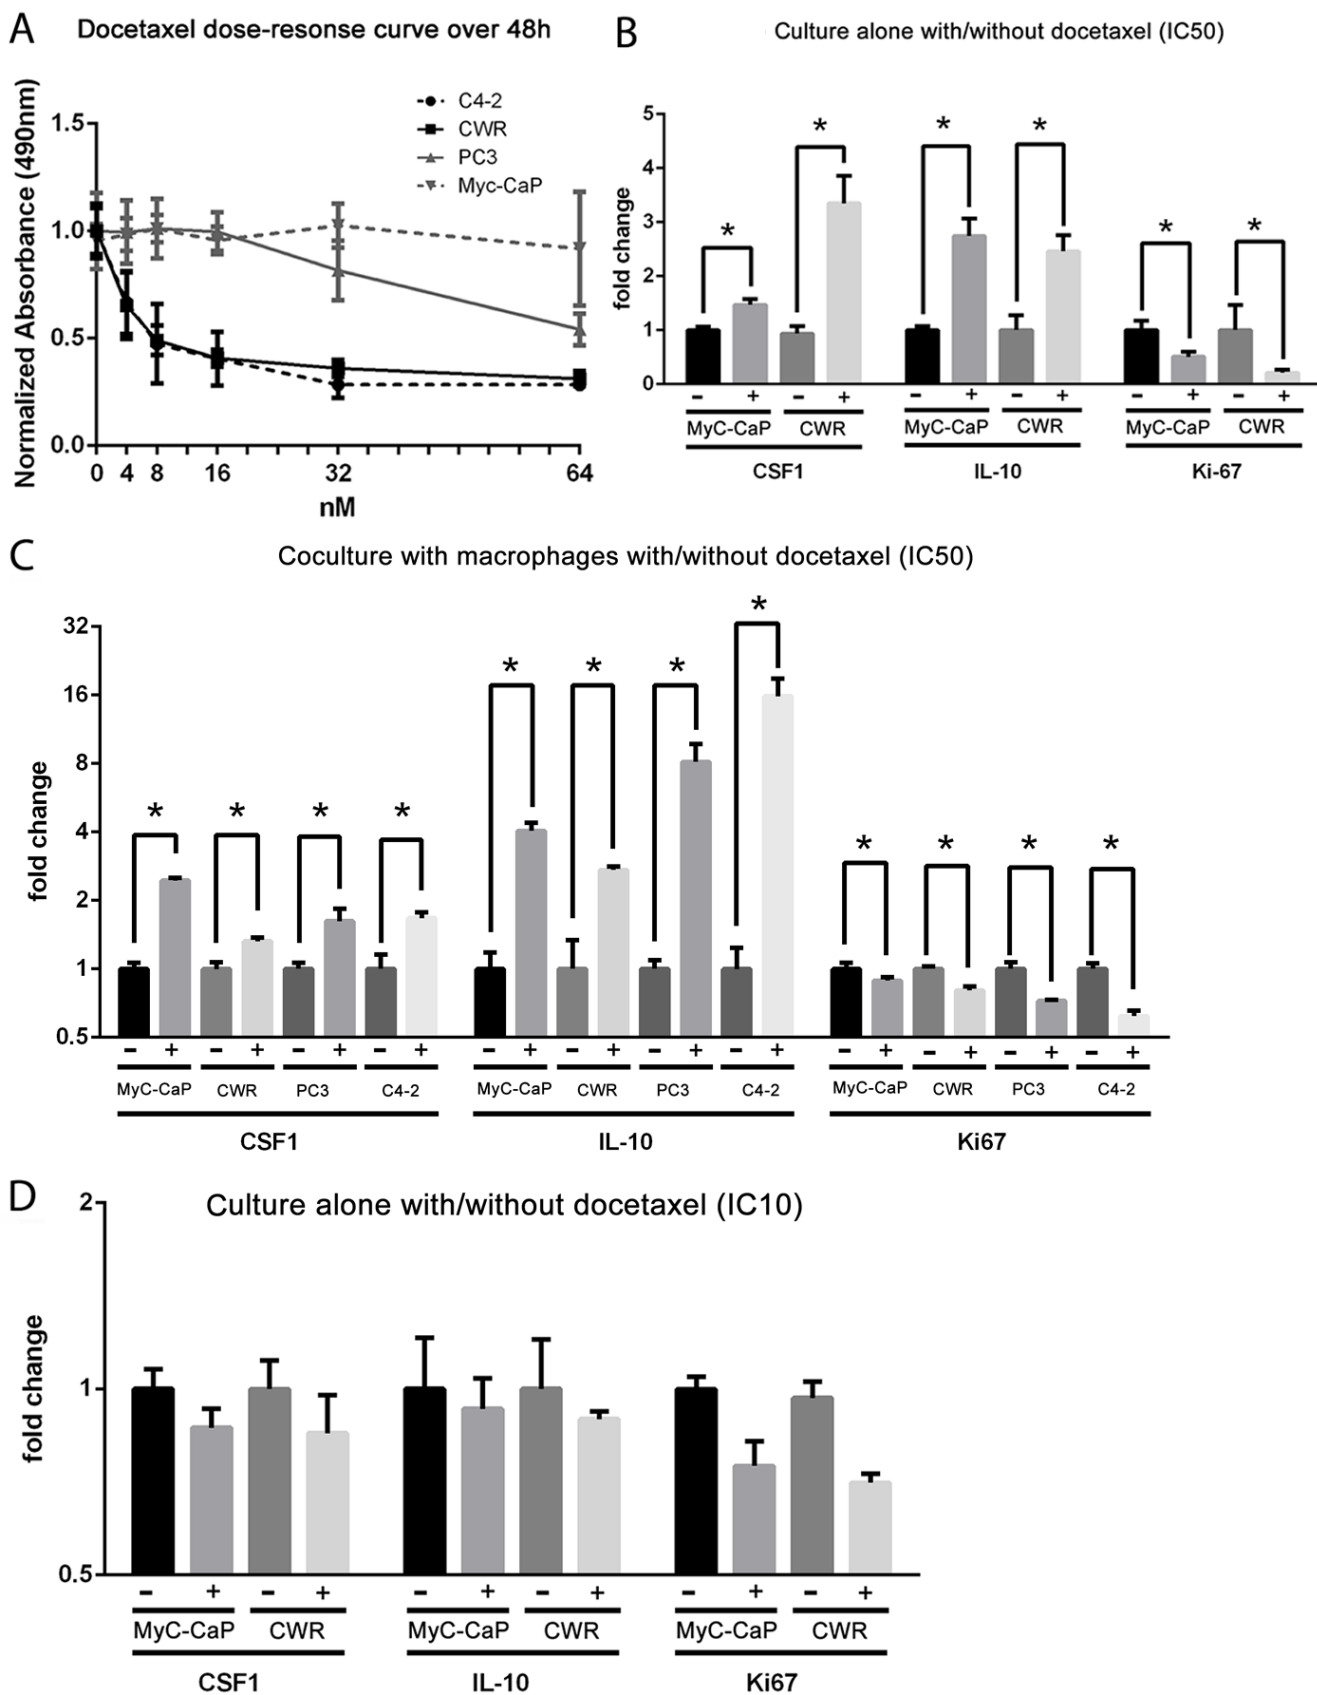 A
Docetaxel dose-resonse curve over 48h
Normalized Absorbance (490nm)
1.5
1.0
0.5
0.0
C4-2
CWR
PC3
Myc-CaP
0 4 8 16 32 64
nM
B
Culture alone with/without docetaxel (IC50)
fold change
5
4
3
2
1
0
* * * * * *
– + – + – + – + – + – +
MyC-CaP CWR MyC-CaP CWR MyC-CaP CWR
CSF1 IL-10 Ki-67
C
Coculture with macrophages with/without docetaxel (IC50)
fold change
32
16
8
4
2
1
0.5
* * * * * * * * * * * *
– + – + – + – + – + – + – + – + – + – + – + – +
MyC-CaP CWR PC3 C4-2 MyC-CaP CWR PC3 C4-2 MyC-CaP CWR PC3 C4-2
CSF1 IL-10 Ki67
D
Culture alone with/without docetaxel (IC10)
fold change
2
1
0.5
– + – + – + – + – + – +
MyC-CaP CWR MyC-CaP CWR MyC-CaP CWR
CSF1 IL-10 Ki67